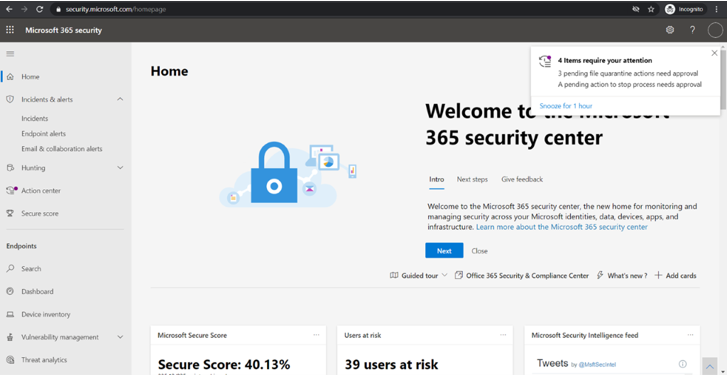 security.microsoft.com/homepage
Incognito
Microsoft 365 security
?
4 Items require your attention
3 pending file quarantine actions need approval
A pending action to stop process needs approval
Snooze for 1 hour
Home
Incidents & alerts
Incidents
Endpoint alerts
Email & collaboration alerts
Hunting
Action center
Secure score
Endpoints
Search
Dashboard
Device inventory
Vulnerability management
Threat analytics
Home
Welcome to the Microsoft
365 security center
Intro Next steps Give feedback
Welcome to the Microsoft 365 security center, the new home for monitoring and
managing security across your Microsoft identities, data, devices, apps, and
infrastructure. Learn more about the Microsoft 365 security center
Next Close
Guided tour Office 365 Security & Compliance Center What's new ? Add cards
Microsoft Secure Score
Secure Score: 40.13%
Users at risk
39 users at risk
Microsoft Security Intelligence feed
Tweets by @MsftSecIntel